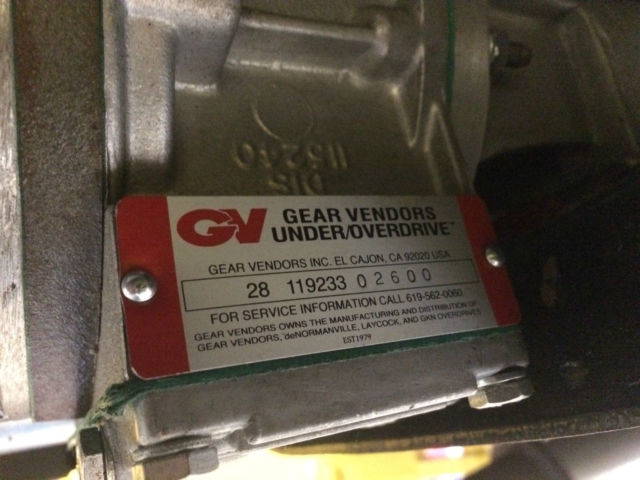 GV GEAR VENDORS
UNDER/OVERDRIVE
GEAR VENDORS INC. EL CAJON, CA 92020 USA
28 119233 02600
FOR SERVICE INFORMATION CALL 619-562-0060
GEAR VENDORS OWNS THE MANUFACTURING AND DISTRIBUTION OF
GEAR VENDORS, deNORMANVILLE, LAYCOCK, AND GKN OVERDRIVES
EST1979